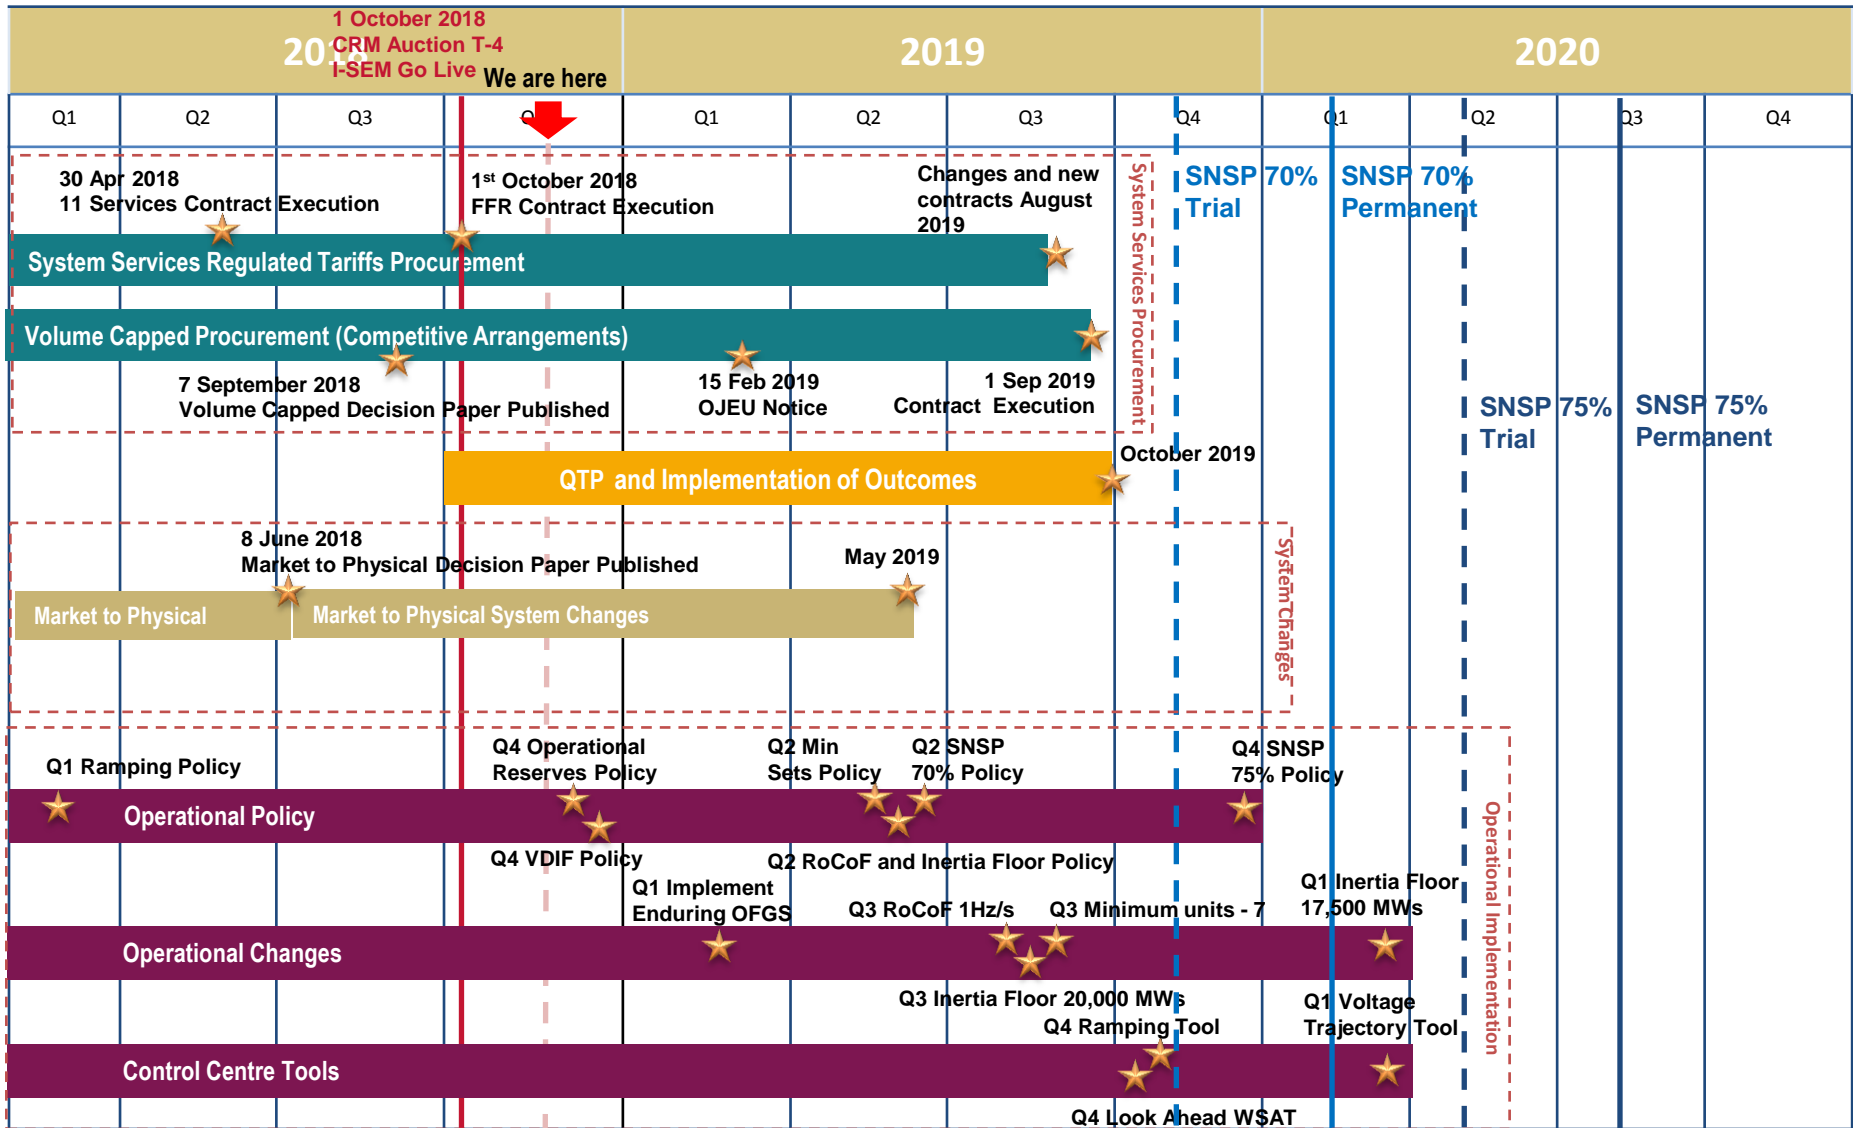 1 October 2018
CRM Auction T-4
I-SEM Go Live
2018
We are here
2019
2020
Q1
Q2
Q3
Q1
Q2
Q3
Q4
Q1
Q2
Q3
Q4
30 Apr 2018
11 Services Contract Execution
1st October 2018
FFR Contract Execution
Changes and new
contracts August
2019
System Services Procurement
SNSP 70%
Trial
SNSP 70%
Permanent
System Services Regulated Tariffs Procurement
Volume Capped Procurement (Competitive Arrangements)
7 September 2018
Volume Capped Decision Paper Published
15 Feb 2019
OJEU Notice
1 Sep 2019
Contract Execution
SNSP 75%
Trial
SNSP 75%
Permanent
October 2019
QTP and Implementation of Outcomes
8 June 2018
Market to Physical Decision Paper Published
May 2019
System Changes
Market to Physical
Market to Physical System Changes
Q1 Ramping Policy
Q4 Operational
Reserves Policy
Q2 Min
Sets Policy
Q2 SNSP
70% Policy
Q4 SNSP
75% Policy
Operational Policy
Operational Implementation
Q4 VDIF Policy
Q2 RoCoF and Inertia Floor Policy
Q1 Implement
Enduring OFGS
Q3 RoCoF 1Hz/s
Q3 Minimum units - 7
Q1 Inertia Floor
17,500 MWs
Operational Changes
Q3 Inertia Floor 20,000 MWs
Q4 Ramping Tool
Q1 Voltage
Trajectory Tool
Control Centre Tools
Q4 Look Ahead WSAT